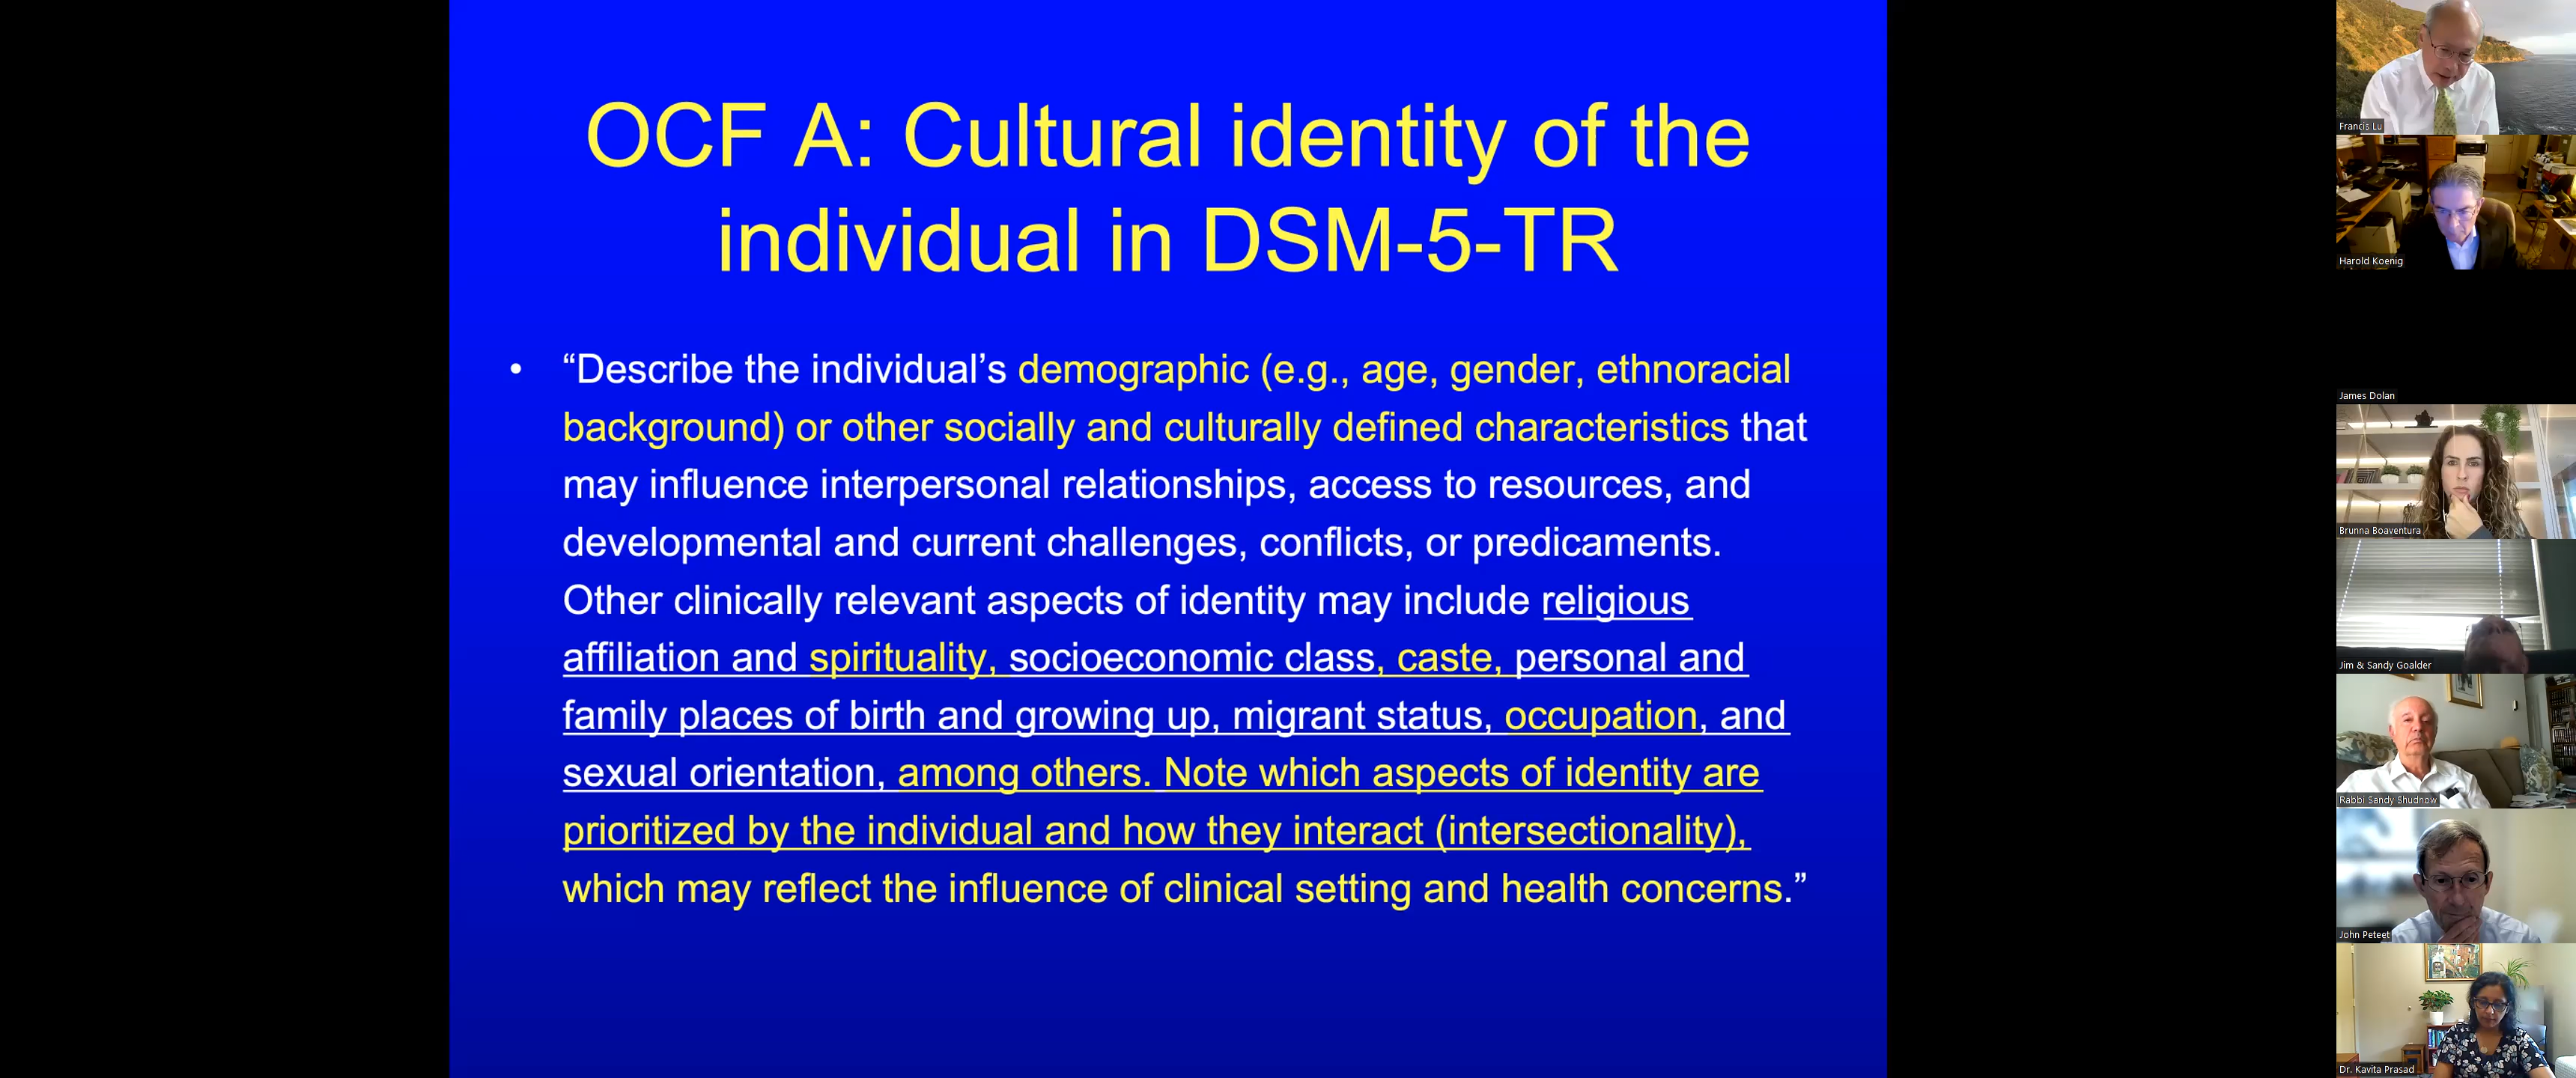 OCF A: Cultural identity of the
individual in DSM-5-TR
• “Describe the individual’s demographic (e.g., age, gender, ethnoracial
background) or other socially and culturally defined characteristics that
may influence interpersonal relationships, access to resources, and
developmental and current challenges, conflicts, or predicaments.
Other clinically relevant aspects of identity may include religious
affiliation and spirituality, socioeconomic class, caste, personal and
family places of birth and growing up, migrant status, occupation, and
sexual orientation, among others. Note which aspects of identity are
prioritized by the individual and how they interact (intersectionality),
which may reflect the influence of clinical setting and health concerns.”
Francis Lu
Harold Koenig
James Dolan
Brunna Boaventura
Jim & Sandy Goalder
Rabbi Sandy Shudnow
John Peteet
Dr. Kavita Prasad